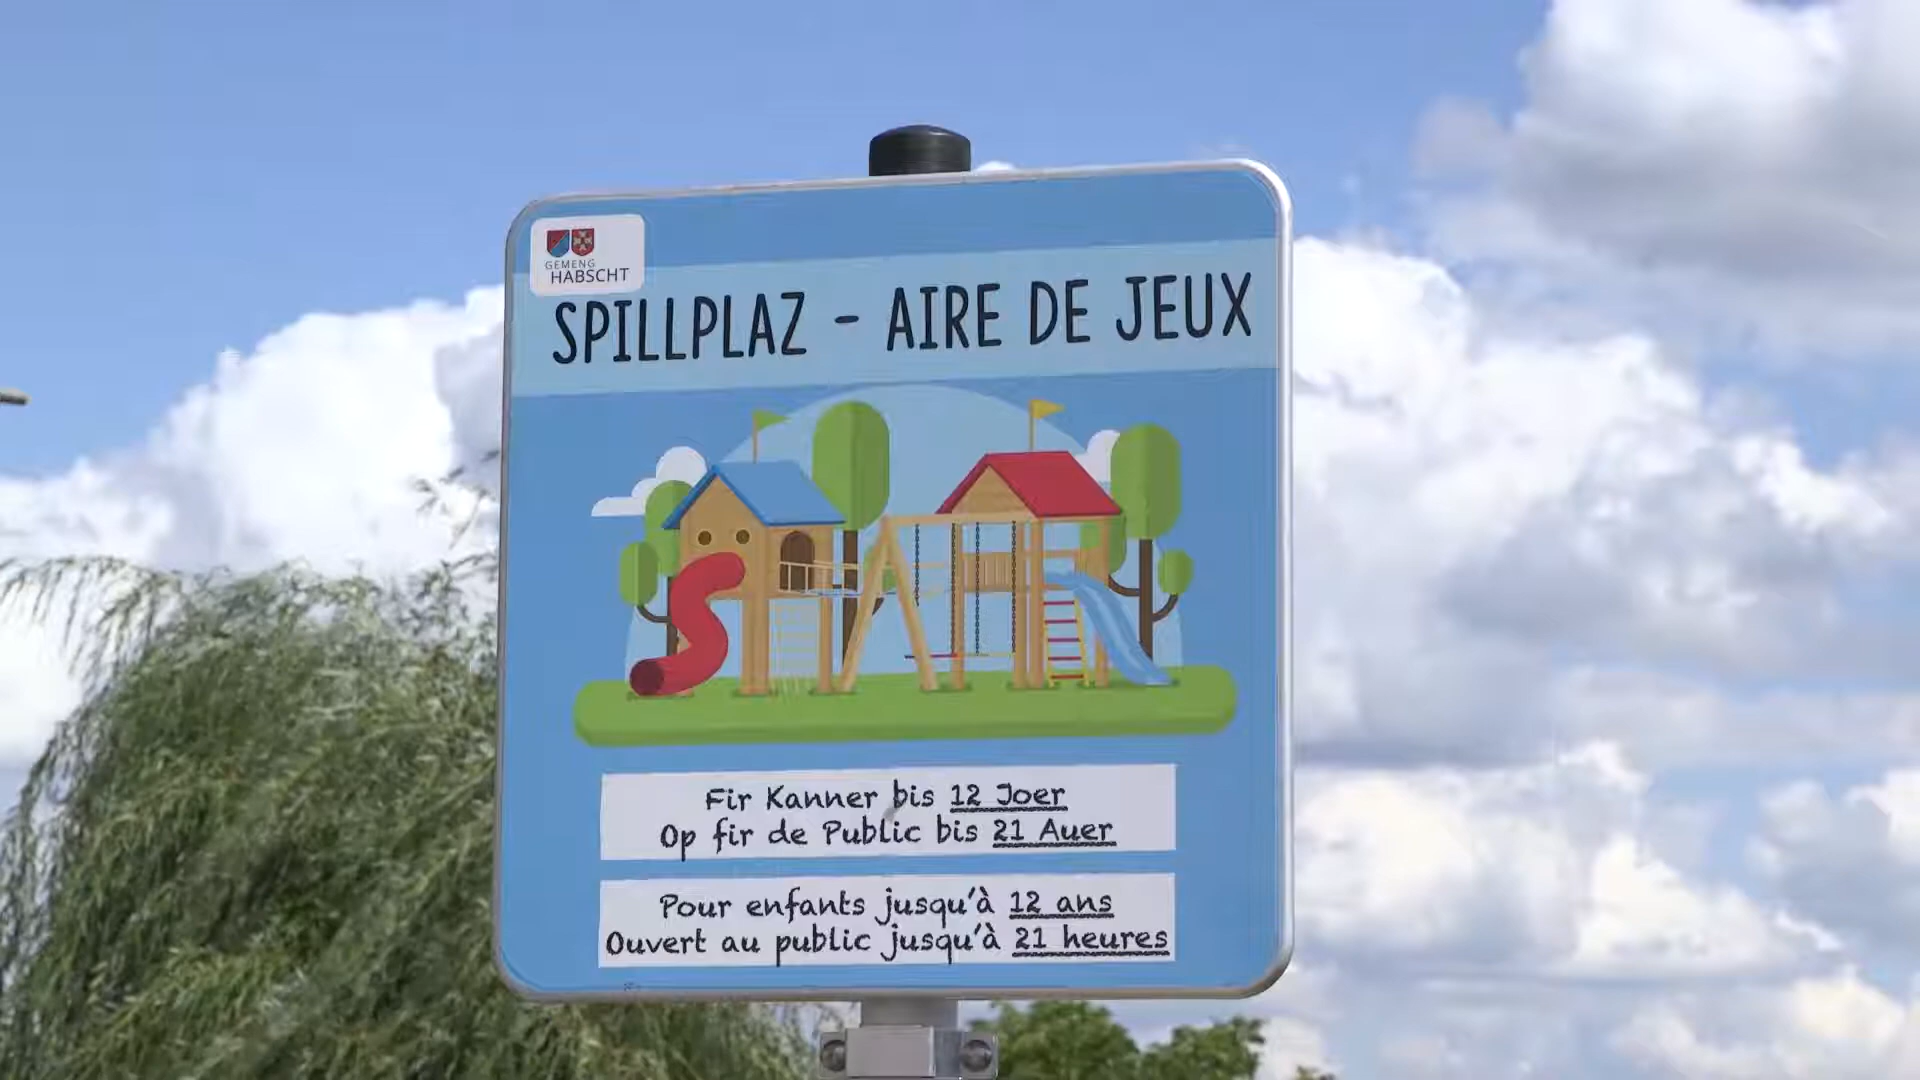 GEMENG
HABSCHT
SPILLPLAZ - AIRE DE JEUX
Fir Kanner bis 12 Joer
Op fir de Public bis 21 Auer
Pour enfants jusqu'à 12 ans
Ouvert au public jusqu'à 21 heures